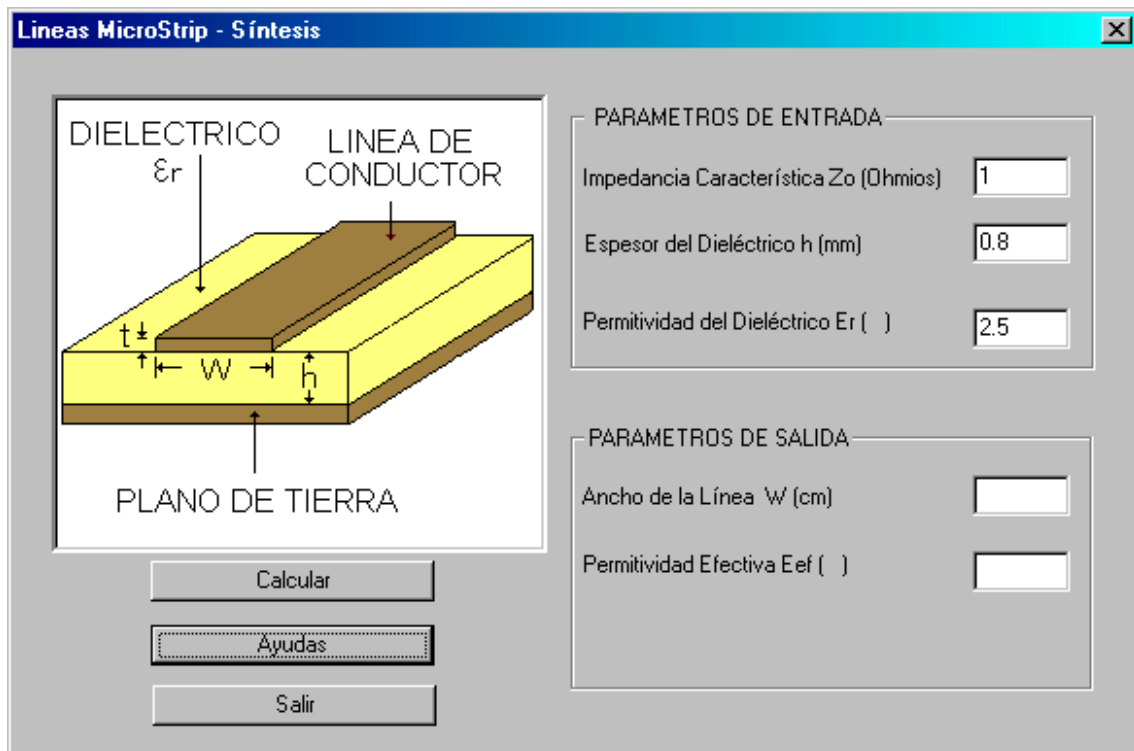 Lineas MicroStrip - Síntesis
DIELECTRICO
εr
LINEA DE
CONDUCTOR
t
W
h
PLANO DE TIERRA
Calcular
Ayudas
Salir
PARAMETROS DE ENTRADA
Impedancia Característica Zo (Ohmios) 1
Espesor del Dieléctrico h (mm) 0.8
Permitividad del Dieléctrico Er ( ) 2.5
PARAMETROS DE SALIDA
Ancho de la Línea W (cm)
Permitividad Efectiva Eef ( )